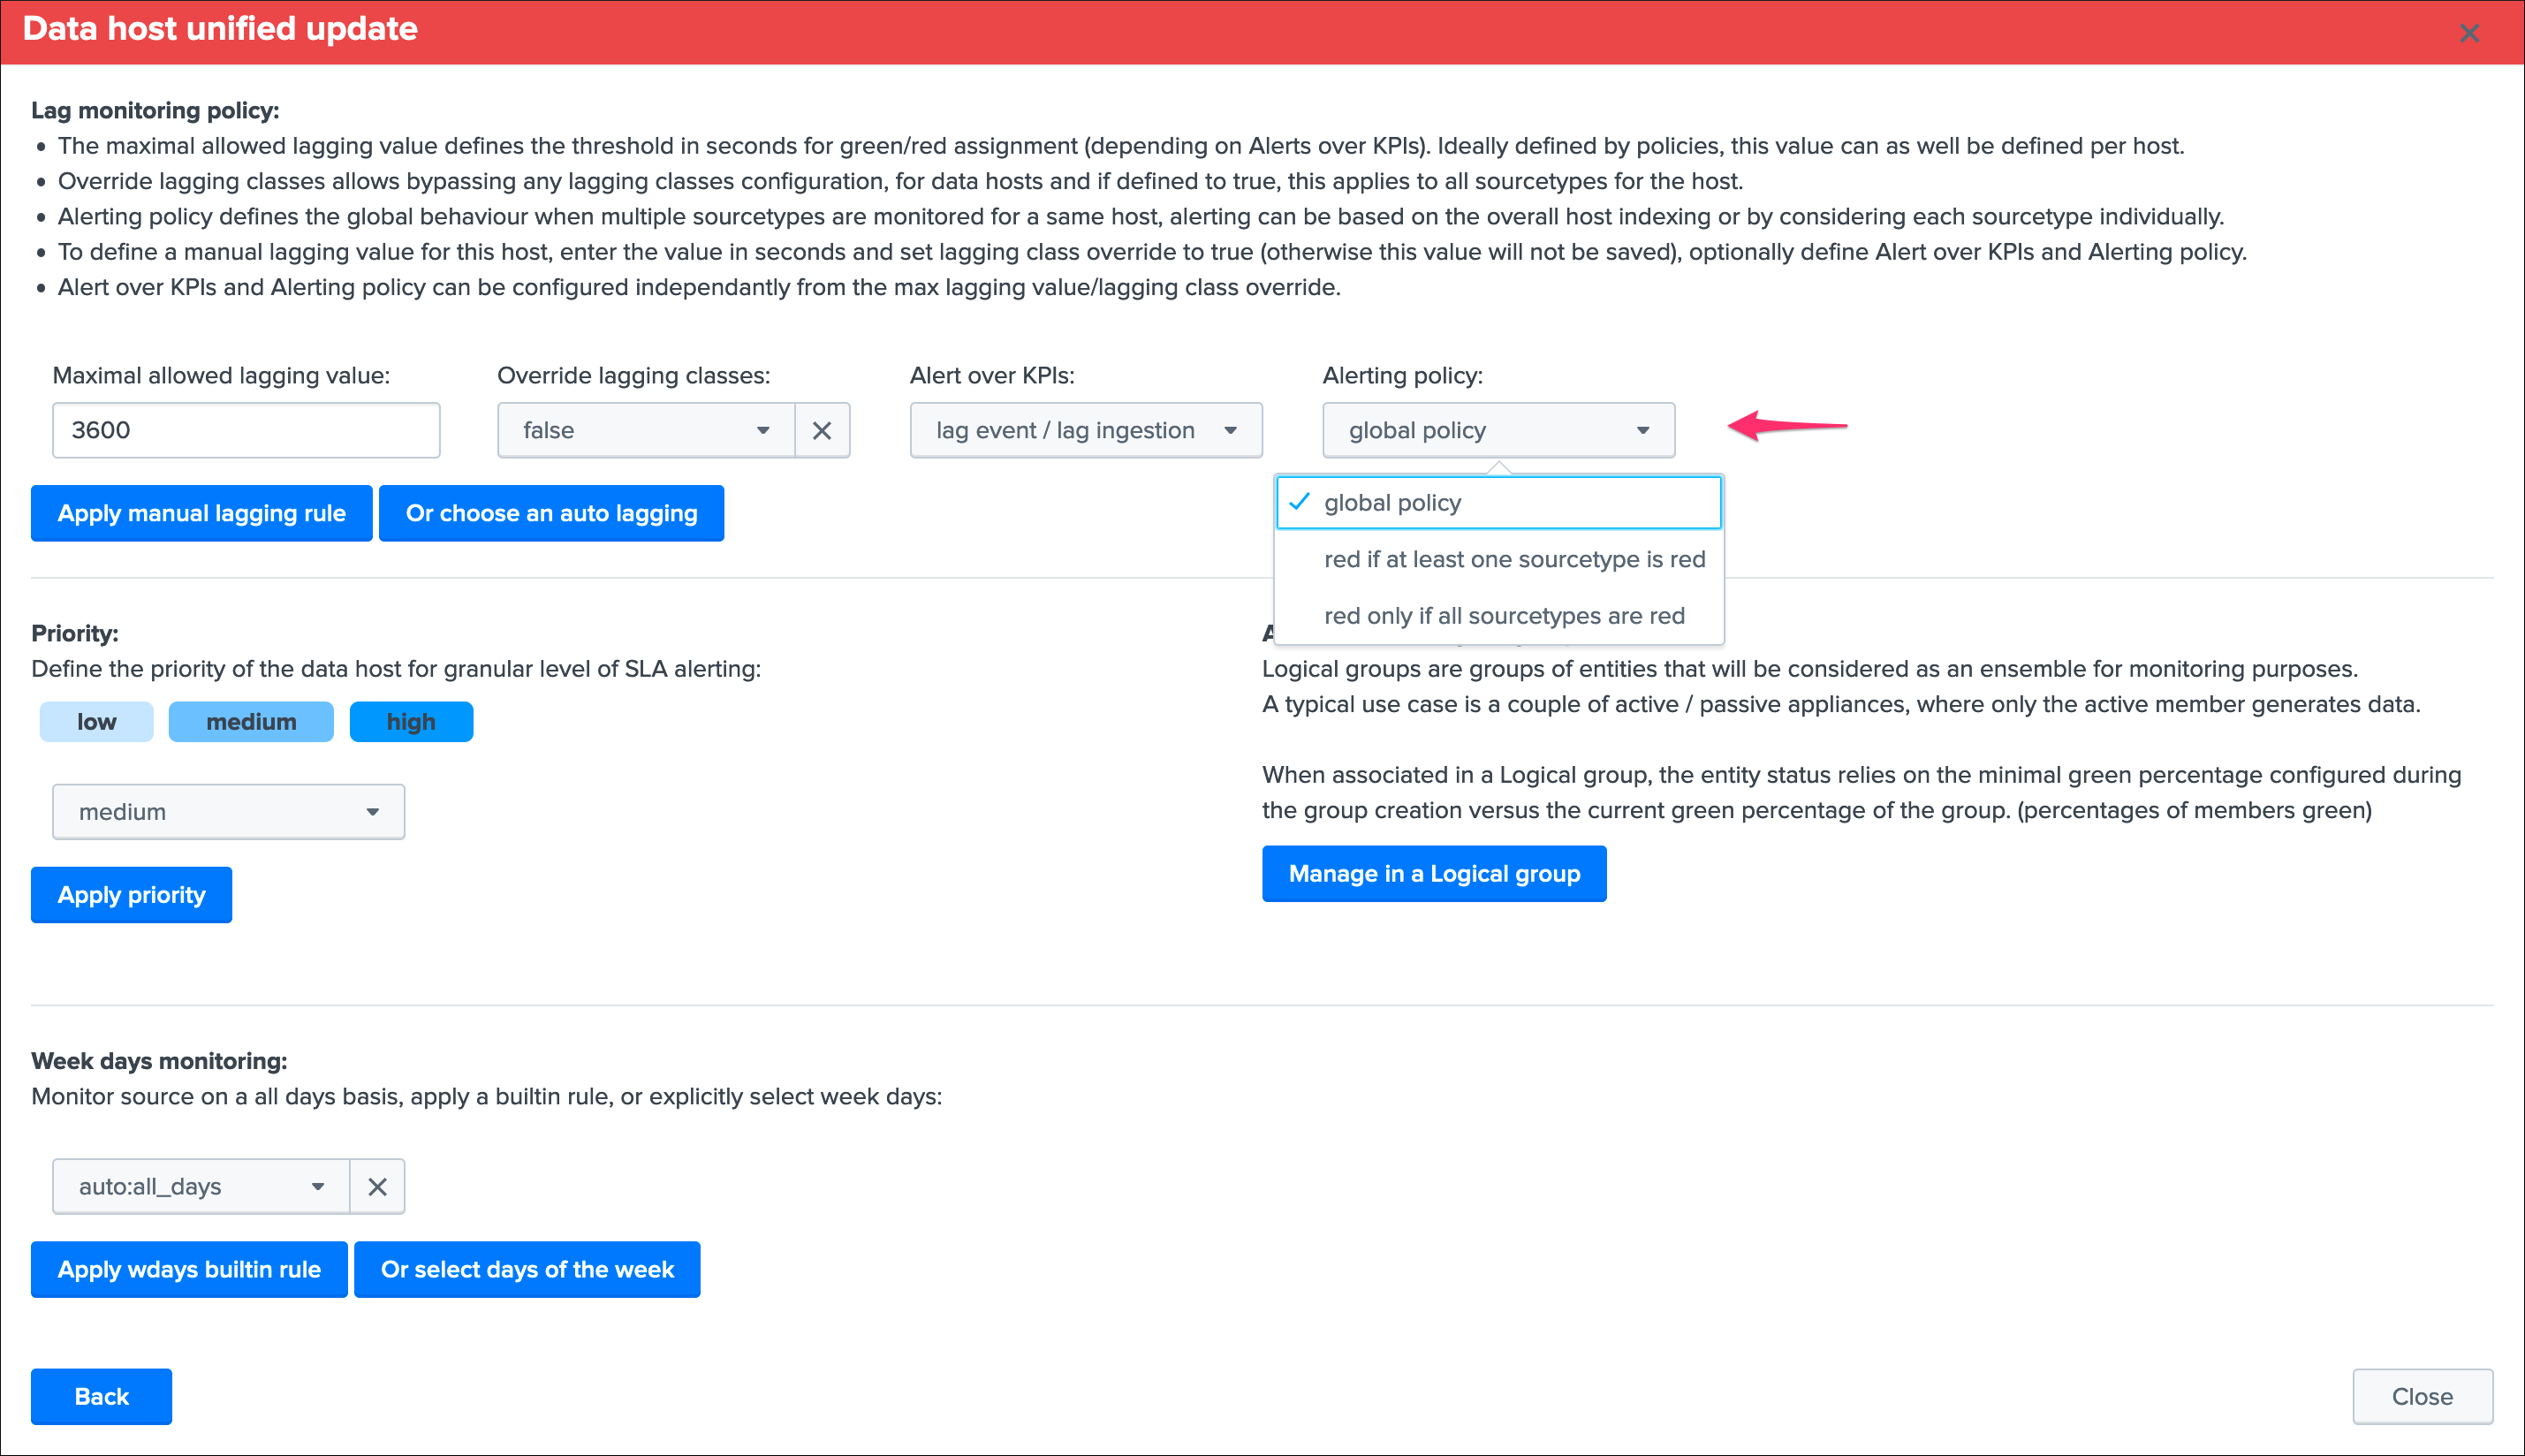 Data host unified update
Lag monitoring policy:
The maximal allowed lagging value defines the threshold in seconds for green/red assignment (depending on Alerts over KPIs). Ideally defined by policies, this value can as well be defined per host.
Override lagging classes allows bypassing any lagging classes configuration, for data hosts and if defined to true, this applies to all sourcetypes for the host.
Alerting policy defines the global behaviour when multiple sourcetypes are monitored for a same host, alerting can be based on the overall host indexing or by considering each sourcetype individually.
To define a manual lagging value for this host, enter the value in seconds and set lagging class override to true (otherwise this value will not be saved), optionally define Alert over KPIs and Alerting policy.
Alert over KPIs and Alerting policy can be configured independantly from the max lagging value/lagging class override.
Maximal allowed lagging value: Override lagging classes: Alert over KPIs: Alerting policy:
3600 false lag event / lag ingestion global policy
Apply manual lagging rule Or choose an auto lagging
global policy
red if at least one sourcetype is red
red only if all sourcetypes are red
Priority:
Define the priority of the data host for granular level of SLA alerting:
low medium high
medium
Apply priority
Logical groups are groups of entities that will be considered as an ensemble for monitoring purposes.
A typical use case is a couple of active / passive appliances, where only the active member generates data.
When associated in a Logical group, the entity status relies on the minimal green percentage configured during
the group creation versus the current green percentage of the group. (percentages of members green)
Manage in a Logical group
Week days monitoring:
Monitor source on a all days basis, apply a builtin rule, or explicitly select week days:
auto:all_days
Apply wdays builtin rule Or select days of the week
Back Close